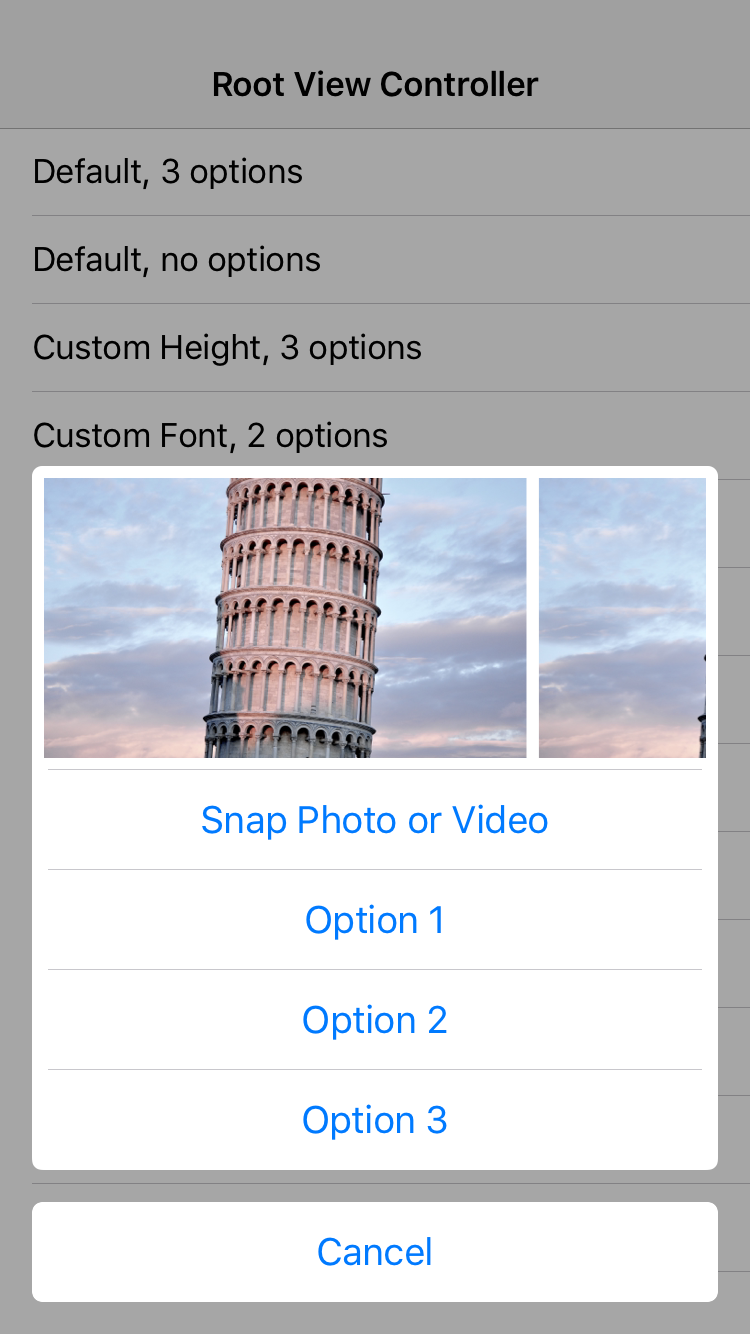 Root View Controller
Default, 3 options
Default, no options
Custom Height, 3 options
Custom Font, 2 options
Snap Photo or Video
Option 1
Option 2
Option 3
Cancel